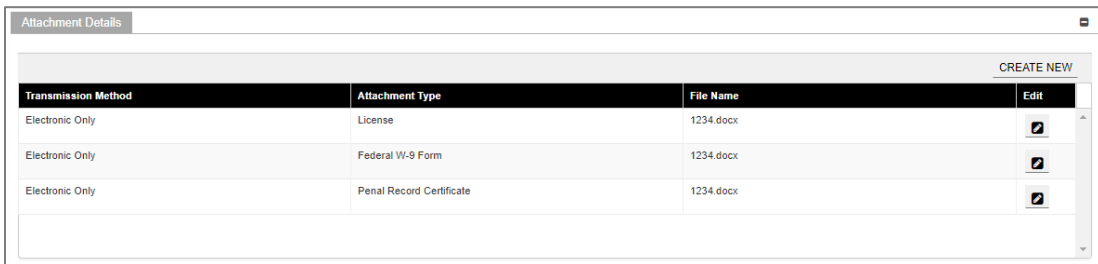 Attachment Details
CREATE NEW
Transmission Method Attachment Type File Name Edit
Electronic Only License 1234.docx
Electronic Only Federal W-9 Form 1234.docx
Electronic Only Penal Record Certificate 1234.docx